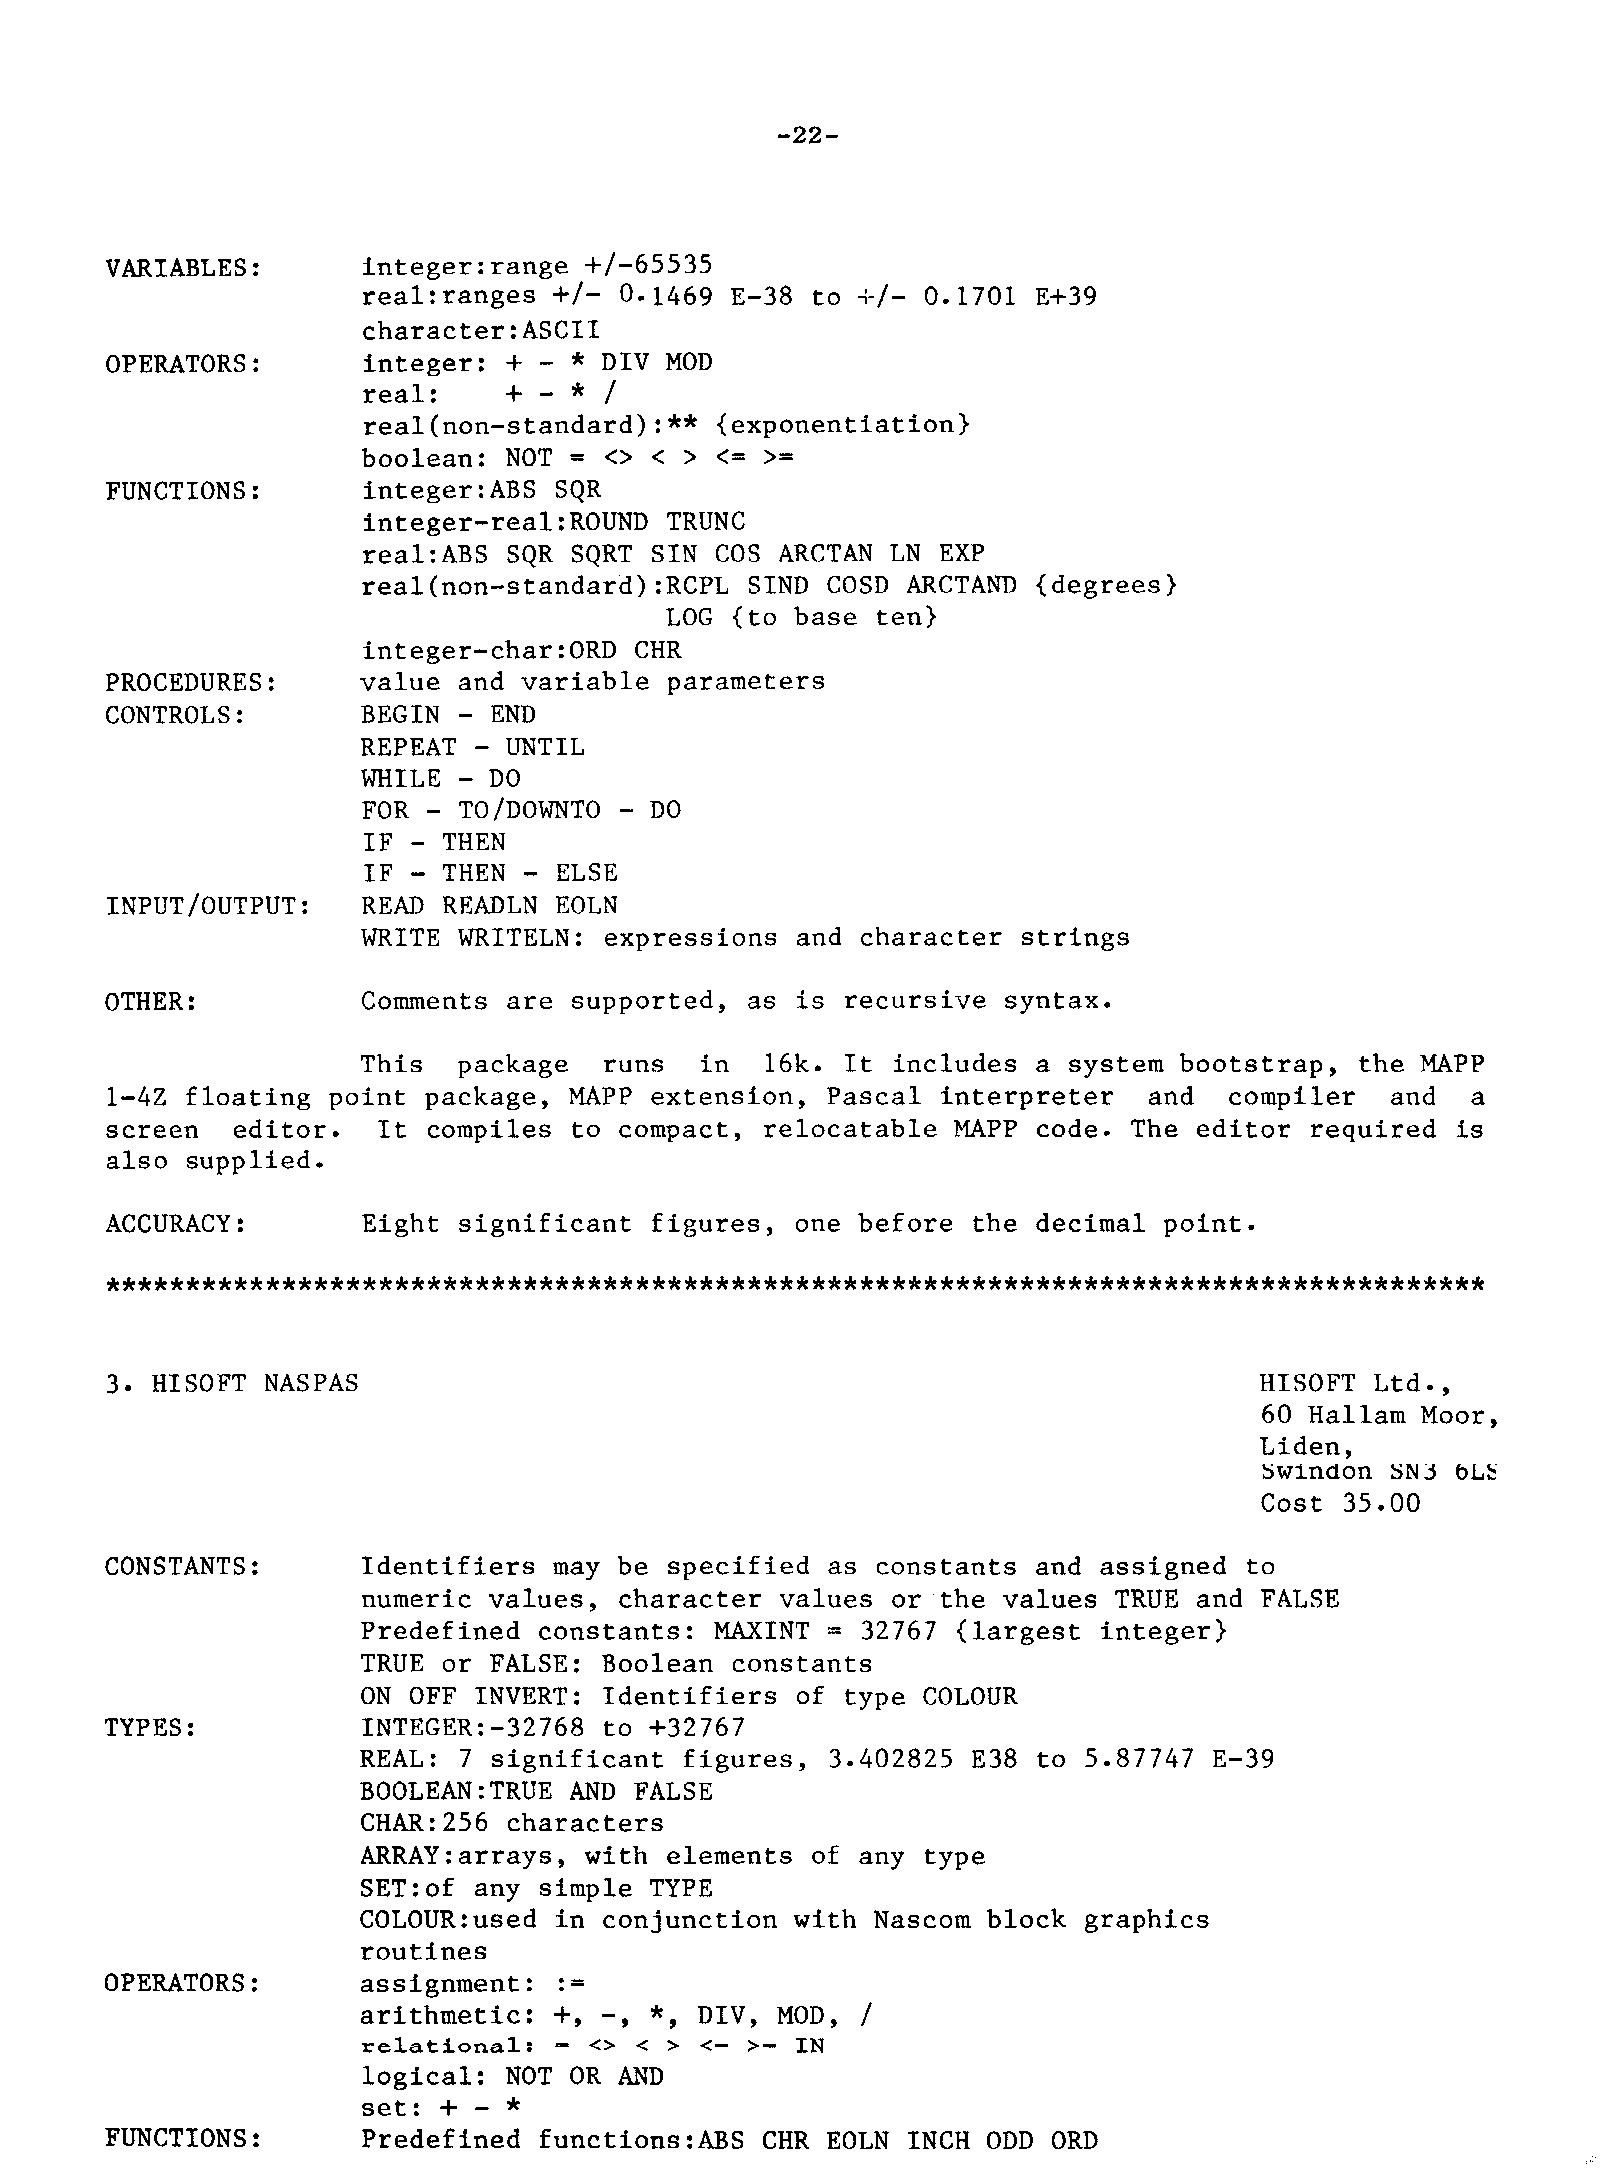 -22-
VARIABLES: integer:range +/-65535
real:ranges +/- 0.1469 E-38 to +/- 0.1701 E+39
character:ASCII
OPERATORS: integer: + - * DIV MOD
real: + - * /
real(non-standard):** {exponentiation}
boolean: NOT = <> < > <= >=
FUNCTIONS: integer:ABS SQR
integer-real:ROUND TRUNC
real:ABS SQR SQRT SIN COS ARCTAN LN EXP
real(non-standard):RCPL SIND COSD ARCTAND {degrees}
LOG {to base ten}
integer-char:ORD CHR
PROCEDURES: value and variable parameters
CONTROLS: BEGIN - END
REPEAT - UNTIL
WHILE - DO
FOR - TO/DOWNTO - DO
IF - THEN
IF - THEN - ELSE
INPUT/OUTPUT: READ READLN EOLN
WRITE WRITELN: expressions and character strings
OTHER: Comments are supported, as is recursive syntax.
This package runs in 16k. It includes a system bootstrap, the MAPP
1-4Z floating point package, MAPP extension, Pascal interpreter and compiler and a
screen editor. It compiles to compact, relocatable MAPP code. The editor required is
also supplied.
ACCURACY: Eight significant figures, one before the decimal point.
**************************************************************************************
3. HISOFT NASPAS HISOFT Ltd.,
60 Hallam Moor,
Liden,
Swindon SN3 6LS
Cost 35.00
CONSTANTS: Identifiers may be specified as constants and assigned to
numeric values, character values or the values TRUE and FALSE
Predefined constants: MAXINT = 32767 {largest integer}
TRUE or FALSE: Boolean constants
ON OFF INVERT: Identifiers of type COLOUR
TYPES: INTEGER:-32768 to +32767
REAL: 7 significant figures, 3.402825 E38 to 5.87747 E-39
BOOLEAN:TRUE AND FALSE
CHAR:256 characters
ARRAY:arrays, with elements of any type
SET:of any simple TYPE
COLOUR:used in conjunction with Nascom block graphics
routines
OPERATORS: assignment: :=
arithmetic: +, -, *, DIV, MOD, /
relational: = <> < > <= >= IN
logical: NOT OR AND
set: + - *
FUNCTIONS: Predefined functions:ABS CHR EOLN INCH ODD ORD